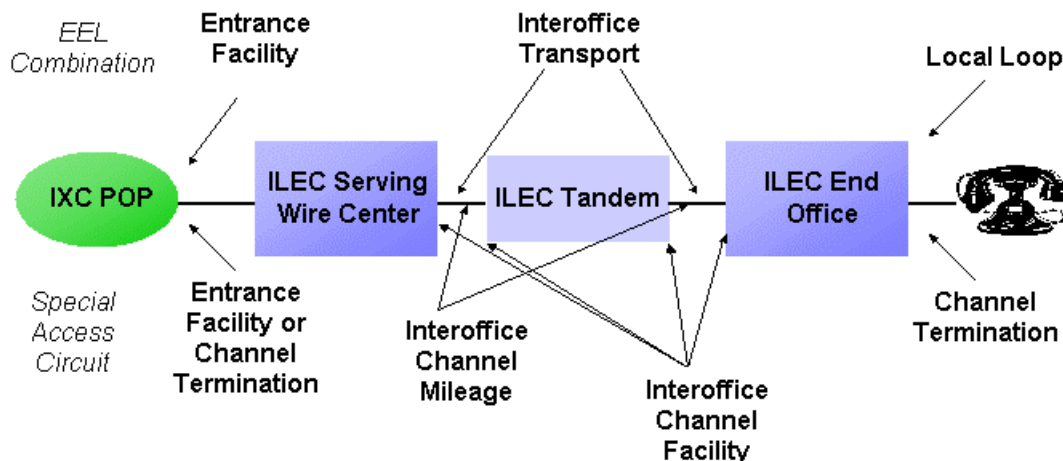 EEL
Combination
Entrance
Facility
Interoffice
Transport
Local Loop
IXC POP
ILEC Serving
Wire Center
ILEC Tandem
ILEC End
Office
Special
Access
Circuit
Entrance
Facility or
Channel
Termination
Interoffice
Channel
Mileage
Interoffice
Channel
Facility
Channel
Termination